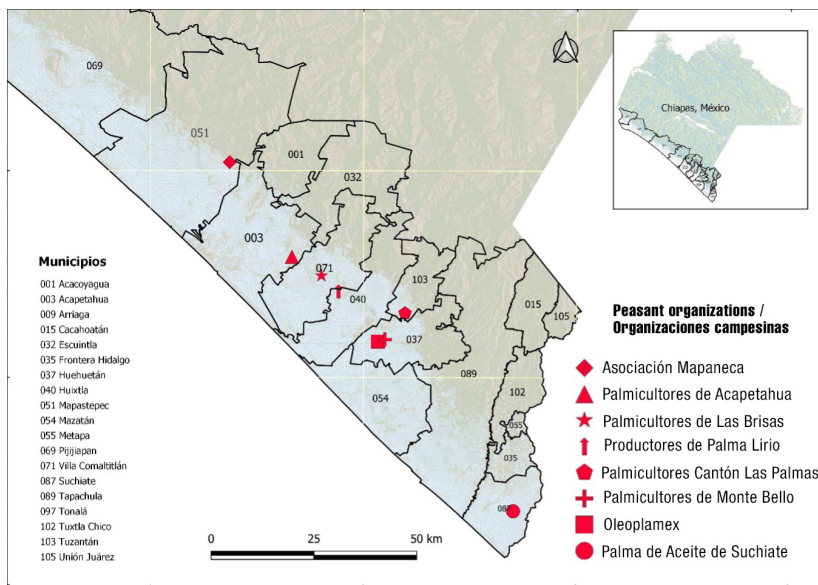 069
051
001
032
003
071
040
103
037
054
089
015
105
102
055
035
087
Chiapas, México
Municipios
001 Acacoyagua
003 Acapetahua
009 Arriaga
015 Cacahoatán
032 Escuintla
035 Frontera Hidalgo
037 Huehuetán
040 Huixtla
051 Mapastepec
054 Mazatán
055 Metapa
069 Pijijiapan
071 Villa Comaltitlán
087 Suchiate
089 Tapachula
097 Tonalá
102 Tuxtla Chico
103 Tuzantán
105 Unión Juárez
0 25 50 km
Peasant organizations /
Organizaciones campesinas
Asociación Mapaneca
Palmicultores de Acapetahua
Palmicultores de Las Brisas
Productores de Palma Lirio
Palmicultores Cantón Las Palmas
Palmicultores de Monte Bello
Oleoplamex
Palma de Aceite de Suchiate